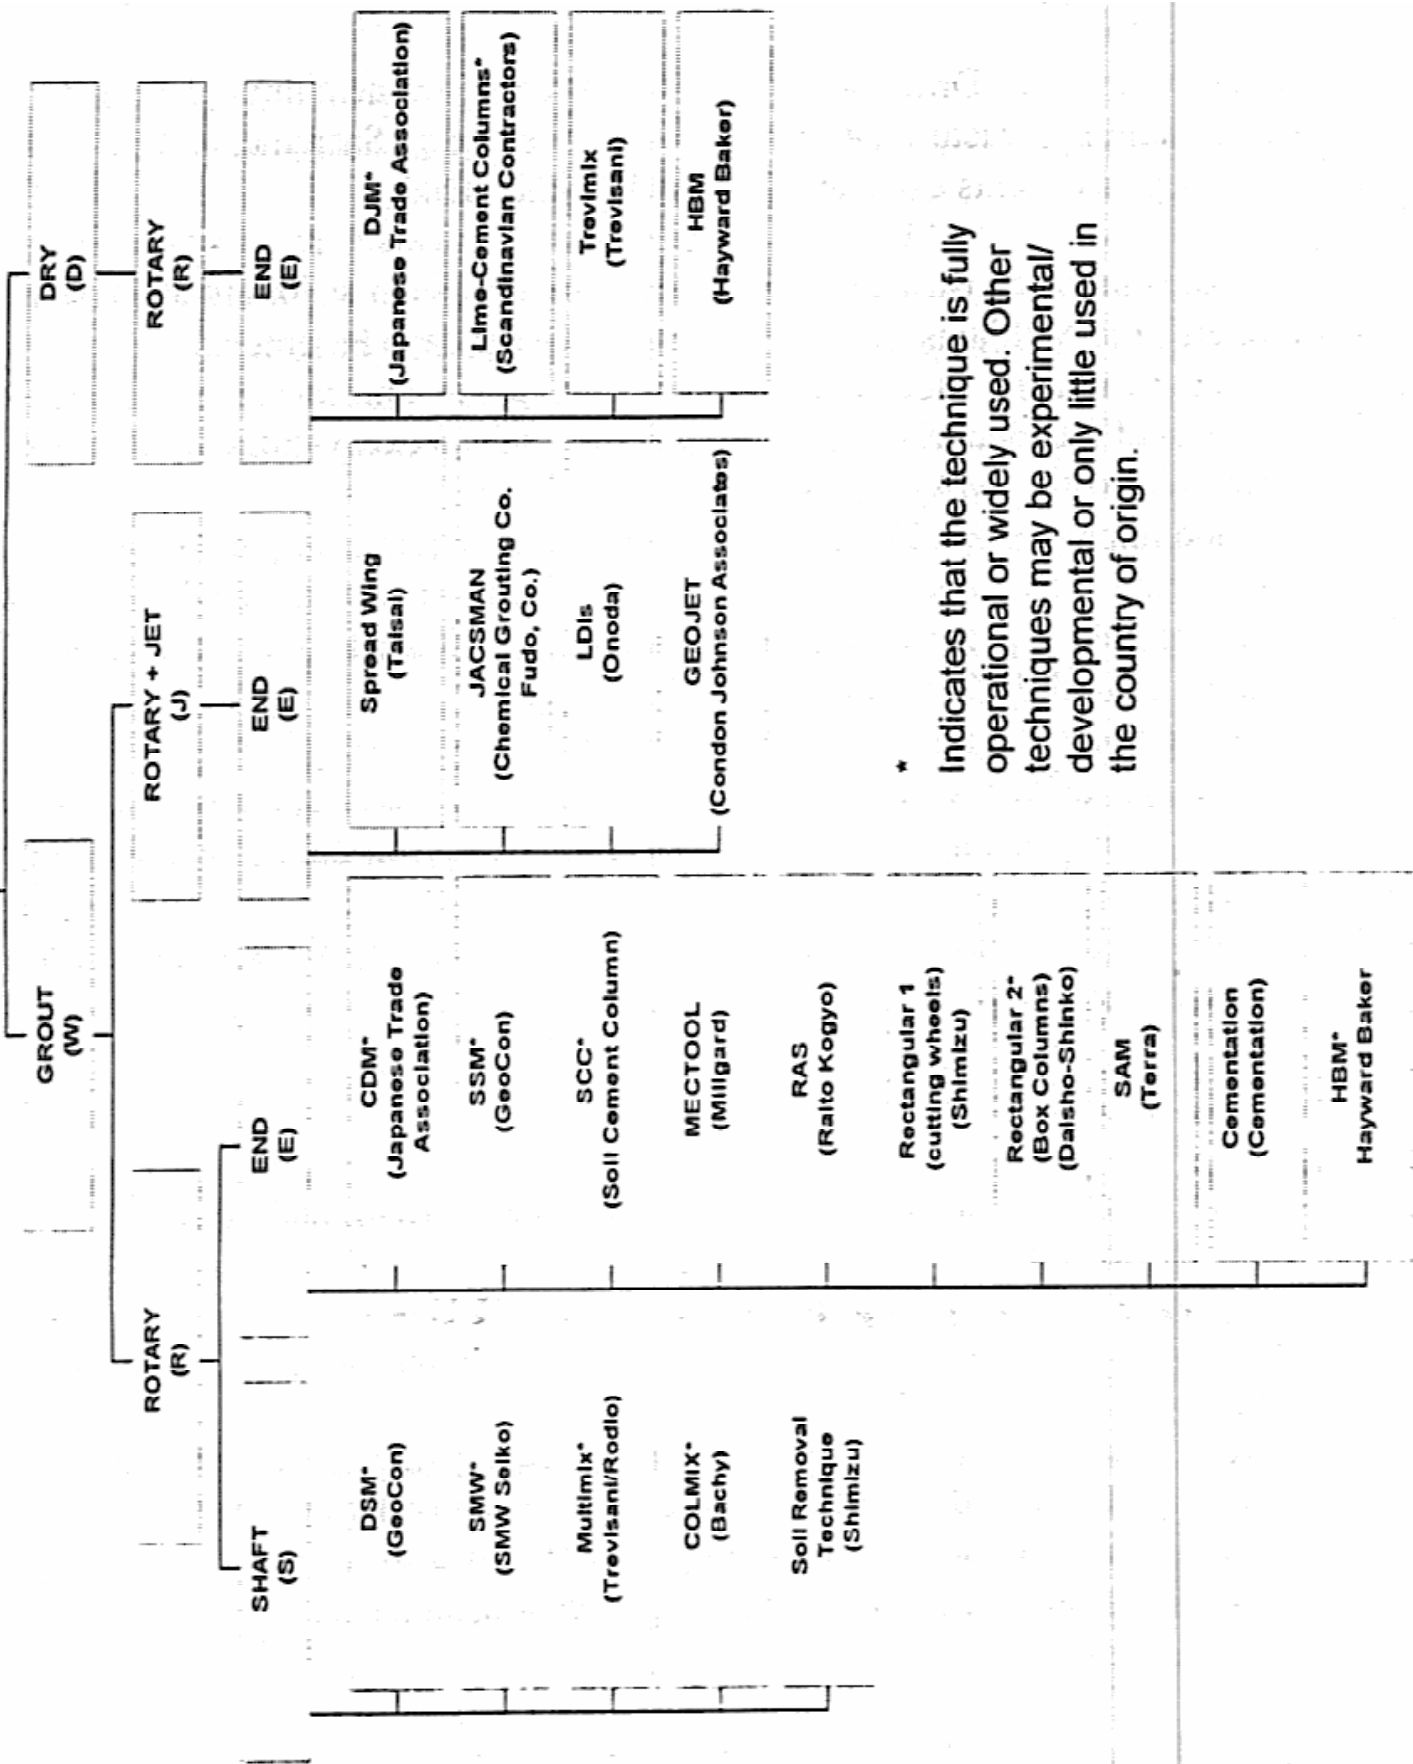 GROUT
(W)
DRY
(D)
ROTARY
(R)
ROTARY + JET
(J)
ROTARY
(R)
SHAFT
(S)
END
(E)
END
(E)
END
(E)
DSM*
(GeoCon)
SMW*
(SMW Seiko)
Multimix*
(Trevisani/Rodio)
COLMIX*
(Bachy)
Soil Removal
Technique
(Shimizu)
CDM*
(Japanese Trade
Association)
SSM*
(GeoCon)
SCC*
(Soil Cement Column)
MECTOOL
(Millgard)
RAS
(Raito Kogyo)
Rectangular 1
(cutting wheels)
(Shimizu)
Rectangular 2*
(Box Columns)
(Daisho-Shinko)
SAM
(Terra)
Cementation
(Cementation)
HBM*
Hayward Baker
Spread Wing
(Taisai)
JACSMAN
(Chemical Grouting Co.
Fudo, Co.)
LDIs
(Onoda)
GEOJET
(Condon Johnson Associates)
DJM*
(Japanese Trade Association)
Lime-Cement Columns*
(Scandinavian Contractors)
Trevimix
(Trevisani)
HBM
(Hayward Baker)
*
Indicates that the technique is fully
operational or widely used. Other
techniques may be experimental/
developmental or only little used in
the country of origin.